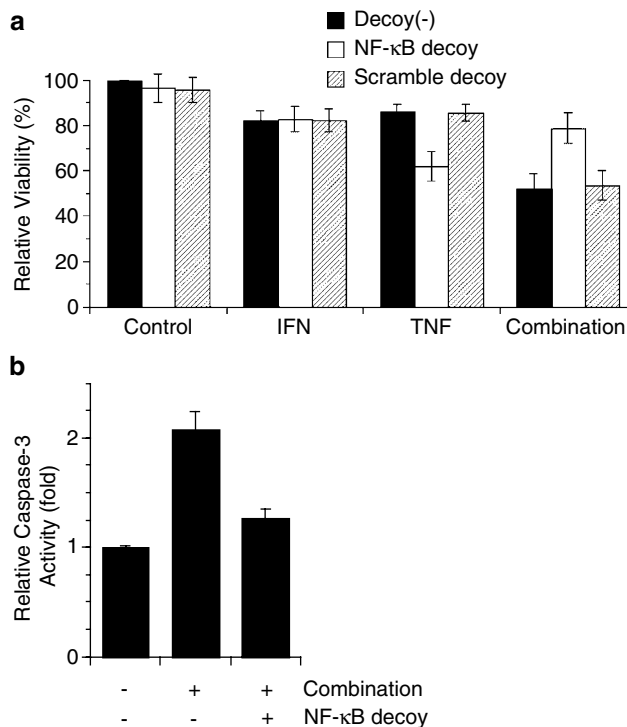 a
Decoy(-)
NF-κB decoy
Scramble decoy
Relative Viability (%)
100
80
60
40
20
0
Control IFN TNF Combination
b
Relative Caspase-3
Activity (fold)
2
1
0
- + + Combination
- - + NF-κB decoy